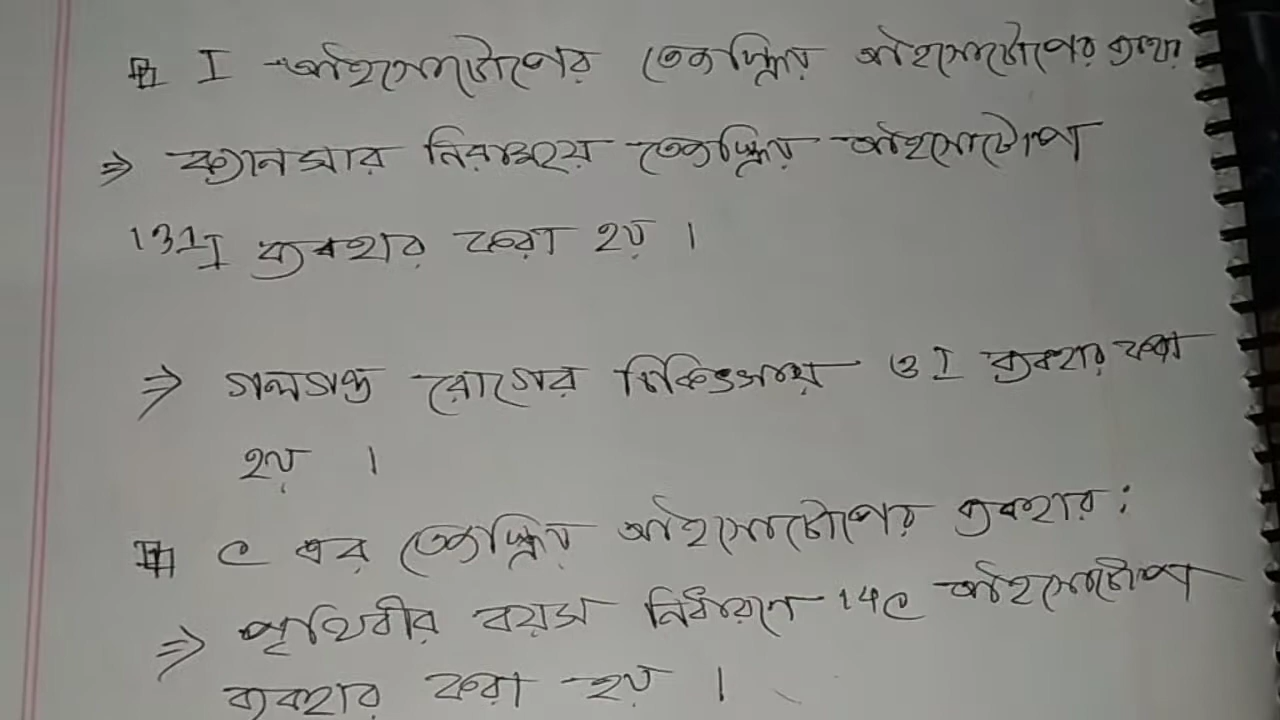 I আইসোটোপের তেজস্ক্রিয় আইসোটোপের ব্যবহার
⇒ ক্যানসার নিরাময়ে তেজস্ক্রিয় আইসোটোপ
131I ব্যবহার করা হয় ।
⇒ গলগন্ড রোগের চিকিৎসায় ও I ব্যবহার করা
হয় ।
C এর তেজস্ক্রিয় আইসোটোপের ব্যবহার :
⇒ পৃথিবীর বয়স নির্ধারনে 14C আইসোটোপ
ব্যবহার করা হয় ।